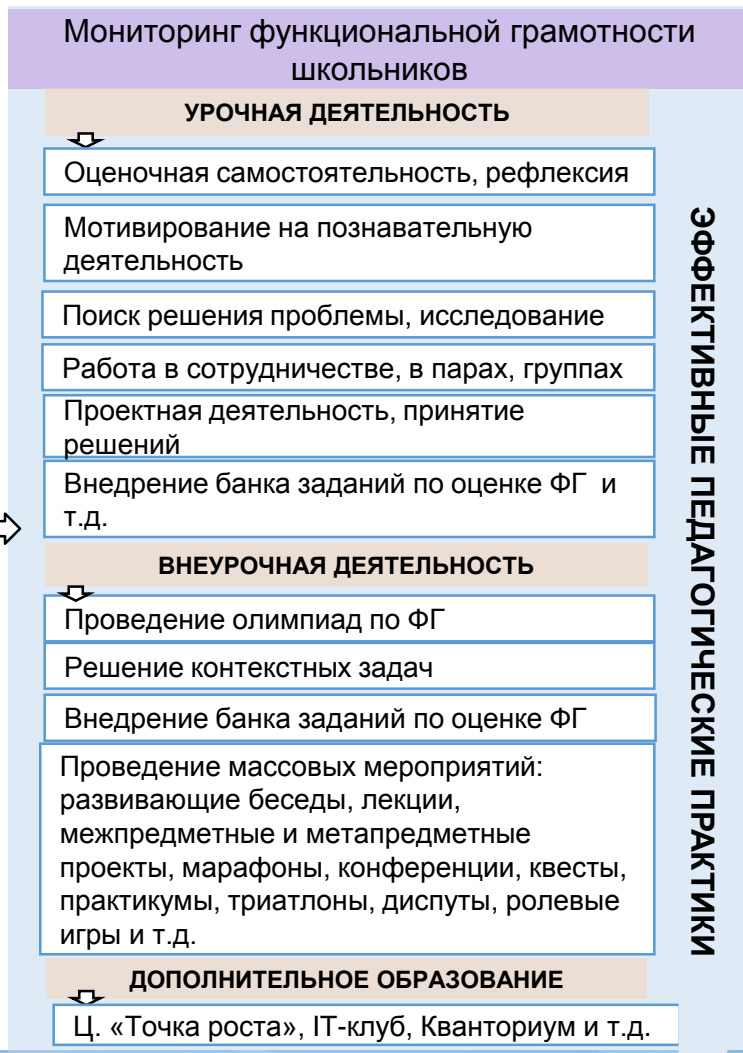 Мониторинг функциональной грамотности
школьников
УРОЧНАЯ ДЕЯТЕЛЬНОСТЬ
Оценочная самостоятельность, рефлексия
Мотивирование на познавательную
деятельность
Поиск решения проблемы, исследование
Работа в сотрудничестве, в парах, группах
Проектная деятельность, принятие
решений
Внедрение банка заданий по оценке ФГ и
т.д.
ВНЕУРОЧНАЯ ДЕЯТЕЛЬНОСТЬ
Проведение олимпиад по ФГ
Решение контекстных задач
Внедрение банка заданий по оценке ФГ
Проведение массовых мероприятий:
развивающие беседы, лекции,
межпредметные и метапредметные
проекты, марафоны, конференции, квесты,
практикумы, триатлоны, диспуты, ролевые
игры и т.д.
ДОПОЛНИТЕЛЬНОЕ ОБРАЗОВАНИЕ
Ц. «Точка роста», IT-клуб, Кванториум и т.д.
ЭФФЕКТИВНЫЕ ПЕДАГОГИЧЕСКИЕ ПРАКТИКИ